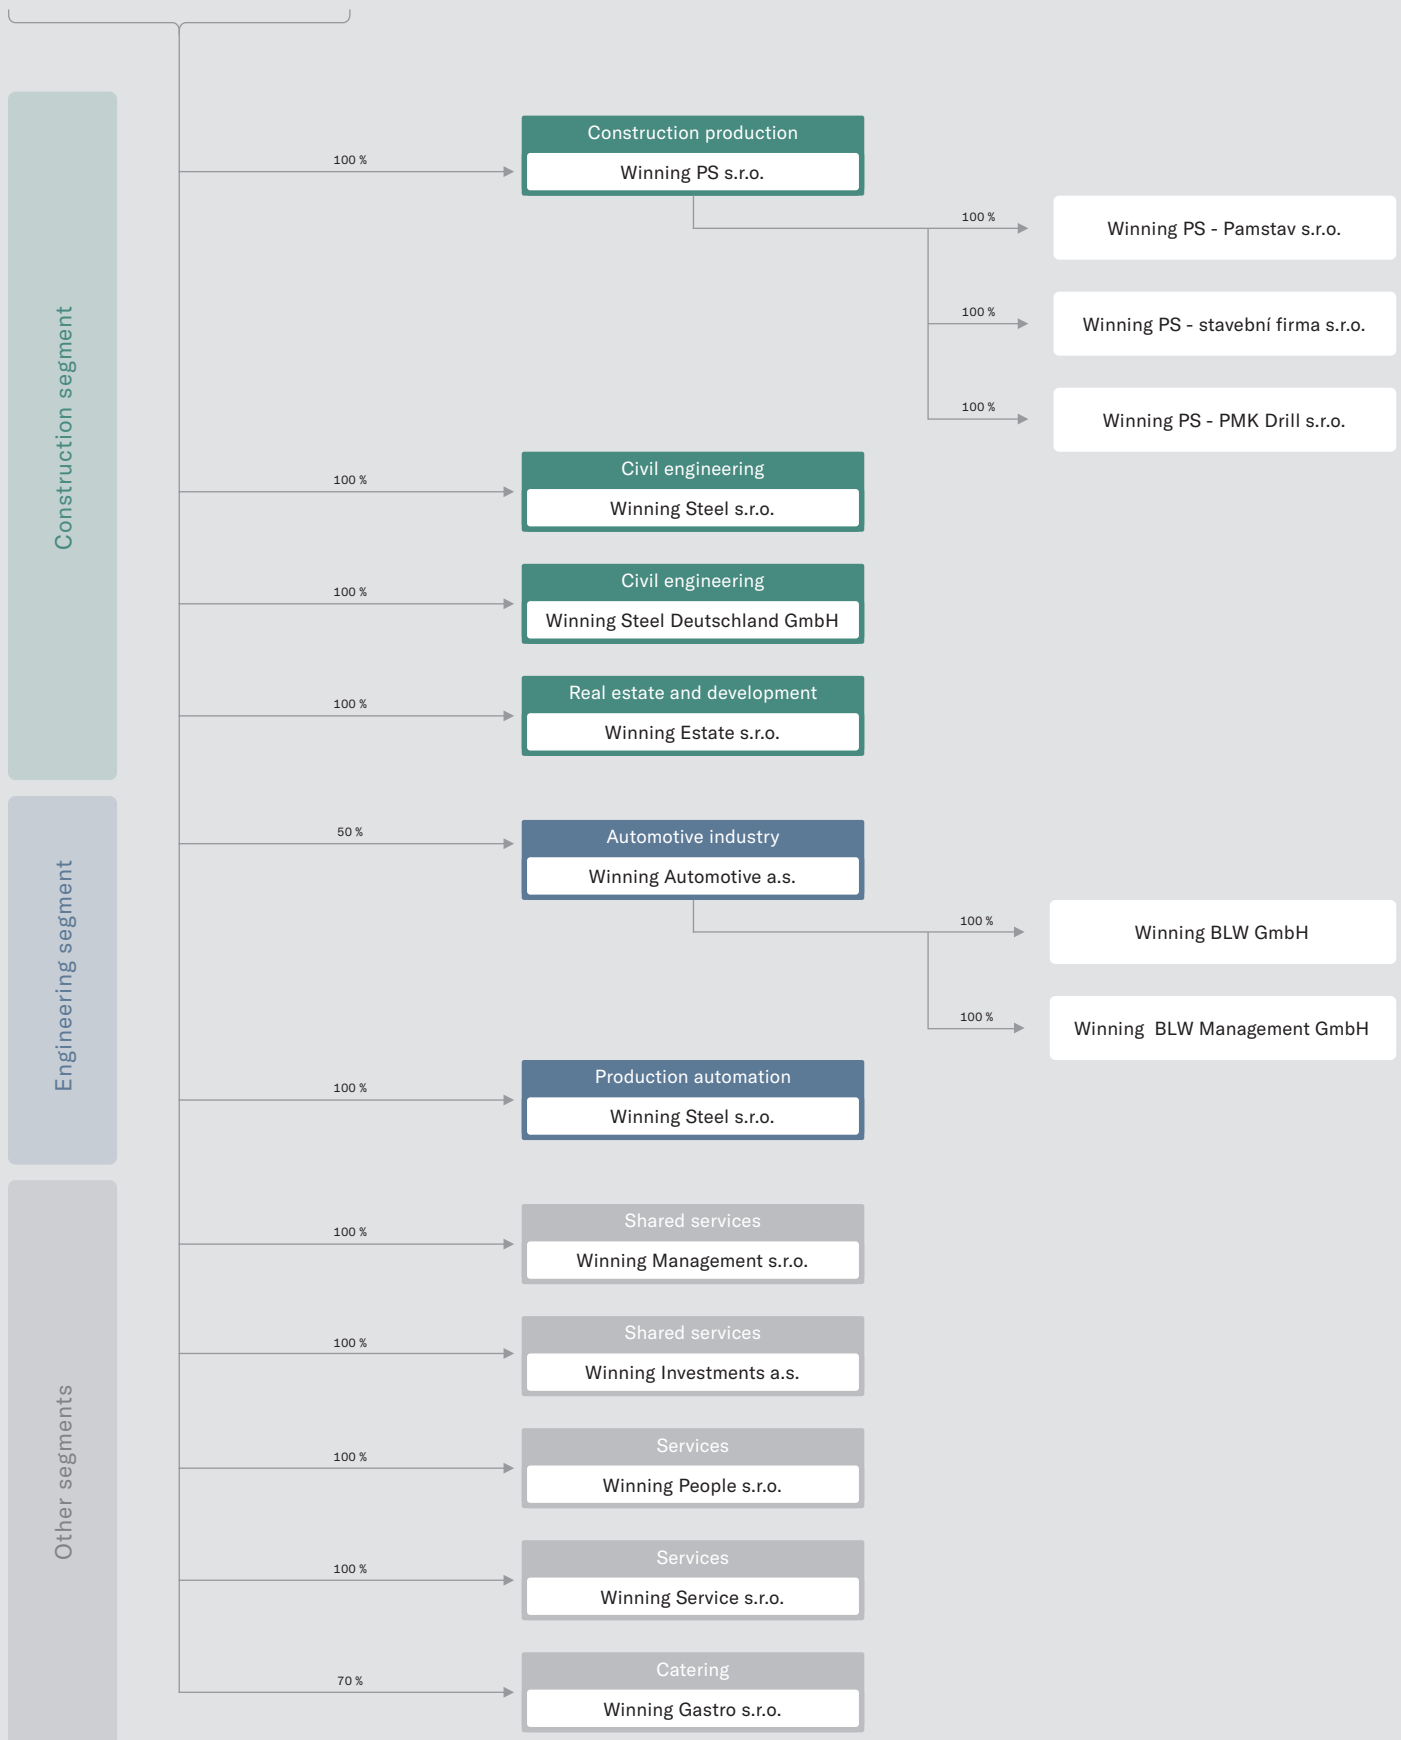 Construction segment
100 %
Construction production
Winning PS s.r.o.
100 %
Winning PS - Pamstav s.r.o.
100 %
Winning PS - stavební firma s.r.o.
100 %
Winning PS - PMK Drill s.r.o.
100 %
Civil engineering
Winning Steel s.r.o.
100 %
Civil engineering
Winning Steel Deutschland GmbH
100 %
Real estate and development
Winning Estate s.r.o.
Engineering segment
50 %
Automotive industry
Winning Automotive a.s.
100 %
Winning BLW GmbH
100 %
Winning BLW Management GmbH
100 %
Production automation
Winning Steel s.r.o.
Other segments
100 %
Shared services
Winning Management s.r.o.
100 %
Shared services
Winning Investments a.s.
100 %
Services
Winning People s.r.o.
100 %
Services
Winning Service s.r.o.
70 %
Catering
Winning Gastro s.r.o.